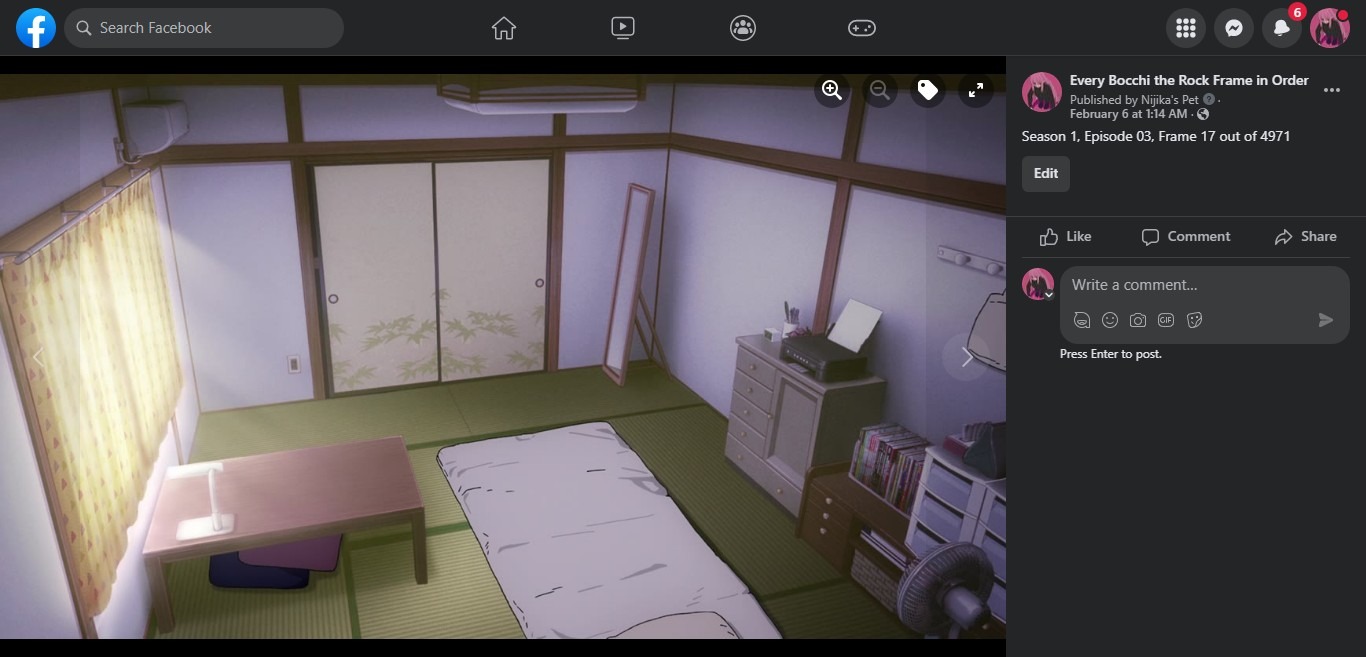 Search Facebook
6
Every Bocchi the Rock Frame in Order
Published by Nijika's Pet ?·
February 6 at 1:14 AM ·
Season 1, Episode 03, Frame 17 out of 4971
Edit
Like
Comment
Share
Write a comment...
GIF
Press Enter to post.